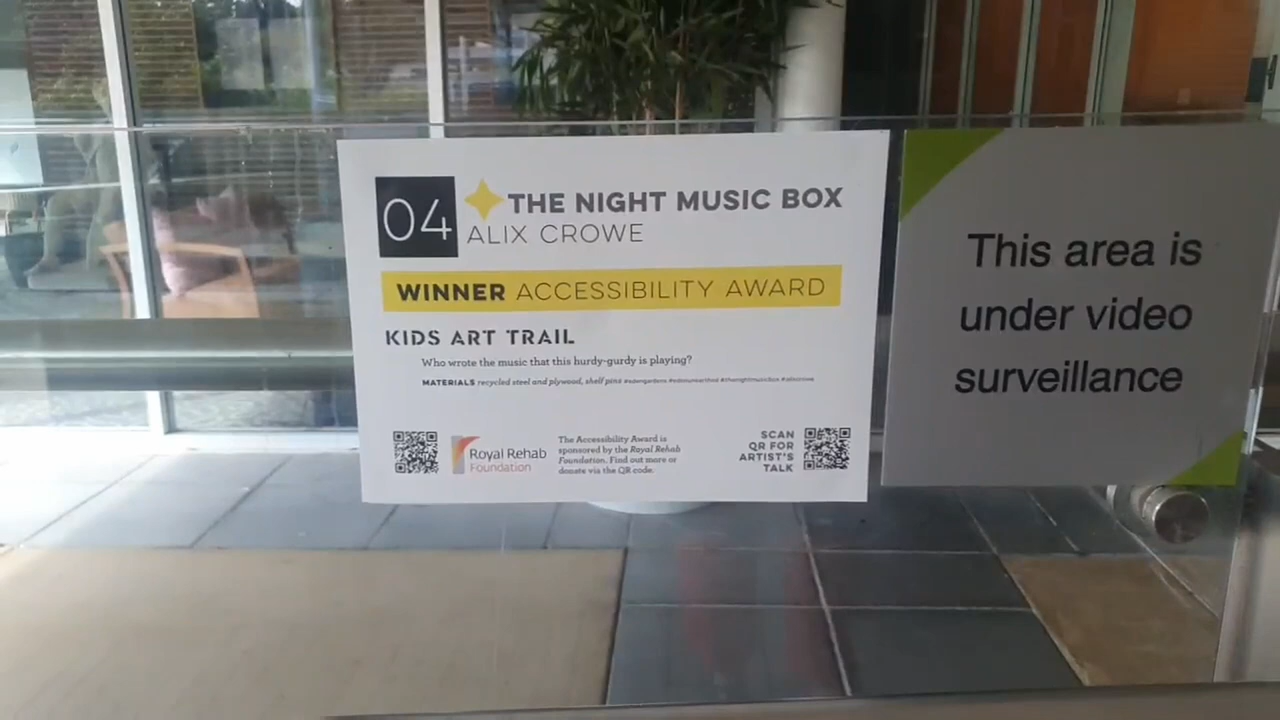 04
THE NIGHT MUSIC BOX
ALIX CROWE
WINNER ACCESSIBILITY AWARD
KIDS ART TRAIL
Who wrote the music that this hurdy-gurdy is playing?
MATERIALS recycled steel and plywood, shelf pins
Royal Rehab
Foundation
The Accessibility Award is
sponsored by the Royal Rehab
Foundation. Find out more or
donate via the QR code.
SCAN
QR FOR
ARTIST'S
TALK
This area is
under video
surveillance